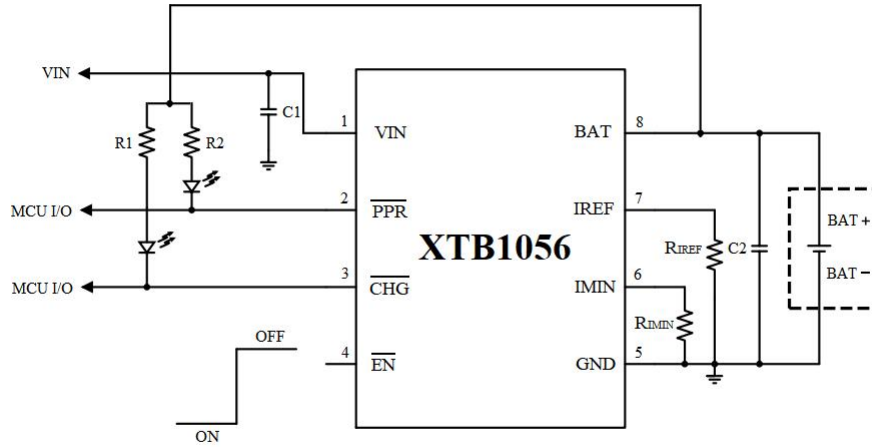 VIN
C1
1
VIN
BAT
8
R1
R2
MCU I/O
2
PPR
IREF
7
XTB1056
RIREF
C2
BAT +
BAT −
MCU I/O
3
CHG
IMIN
6
RIMIN
OFF
4
EN
GND
5
ON